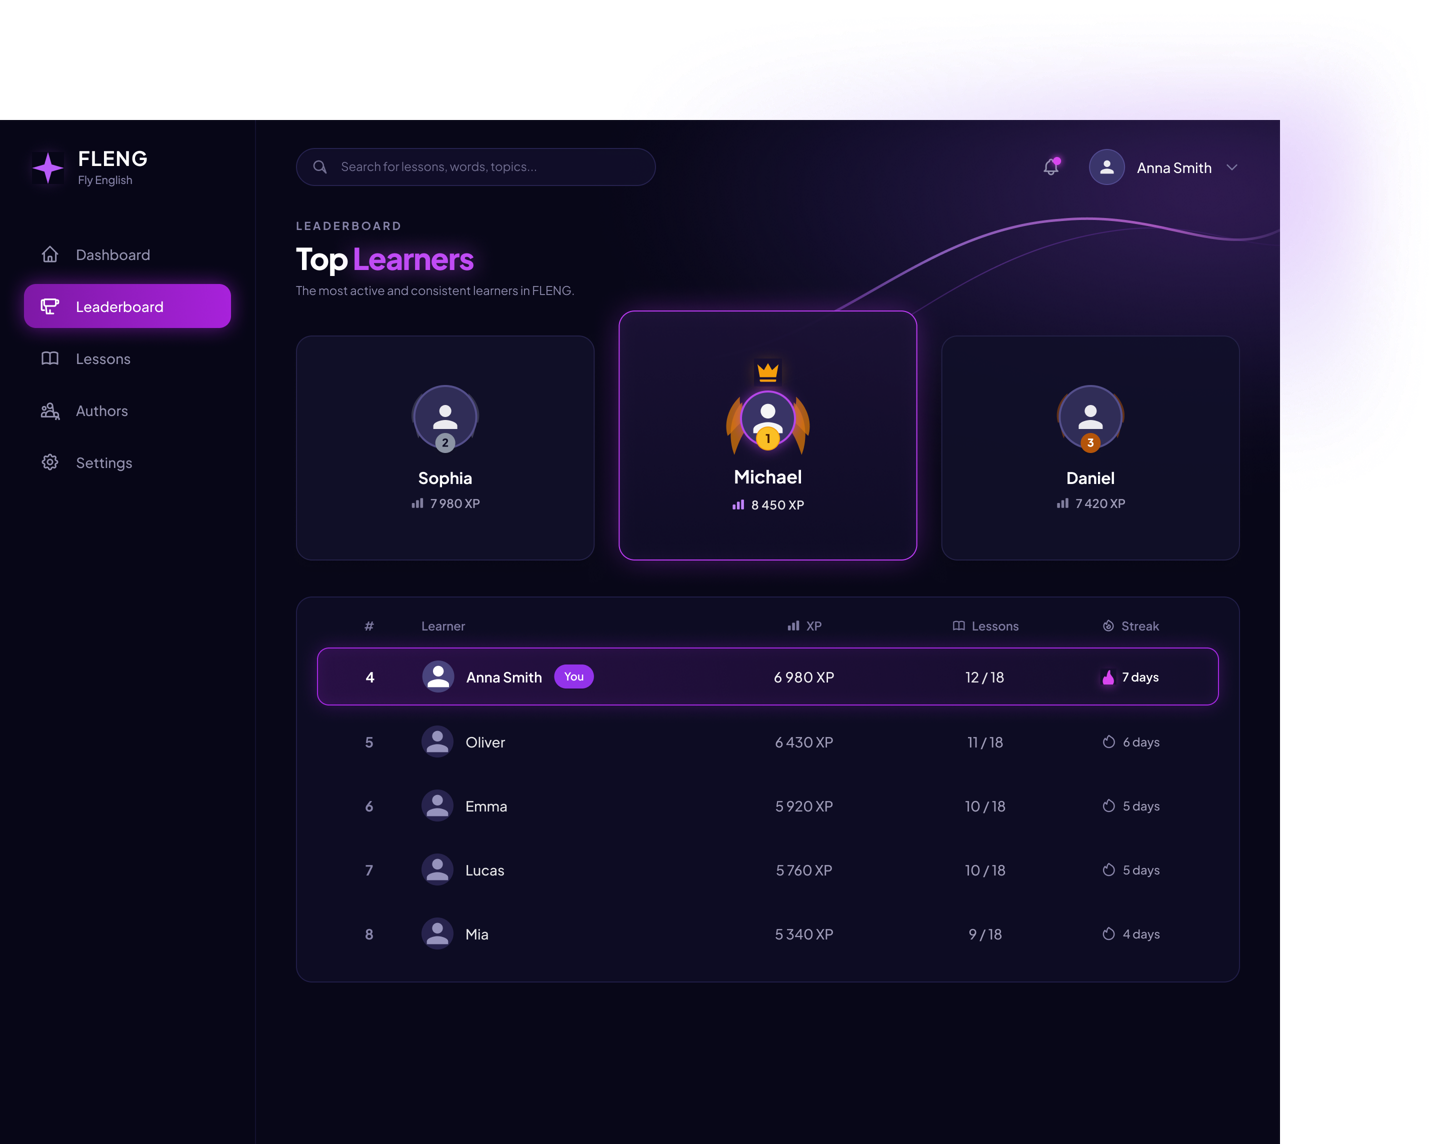 FLENG
Fly English
Search for lessons, words, topics...
Anna Smith
Dashboard
Leaderboard
Lessons
Authors
Settings
LEADERBOARD
Top Learners
The most active and consistent learners in FLENG.
2
Sophia
7 980 XP
1
Michael
8 450 XP
3
Daniel
7 420 XP
# Learner XP Lessons Streak
4 Anna Smith You 6 980 XP 12 / 18 7 days
5 Oliver 6 430 XP 11 / 18 6 days
6 Emma 5 920 XP 10 / 18 5 days
7 Lucas 5 760 XP 10 / 18 5 days
8 Mia 5 340 XP 9 / 18 4 days